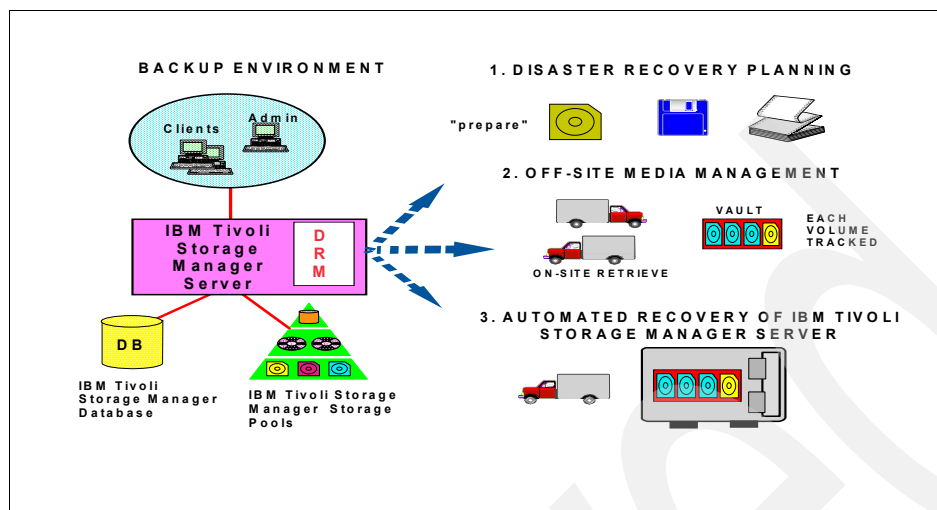 BACKUP ENVIRONMENT
Clients
Admin
IBM Tivoli
Storage
Manager
Server
D
R
M
DB
IBM Tivoli
Storage Manager
Database
IBM Tivoli Storage
Manager Storage
Pools
1. DISASTER RECOVERY PLANNING
"prepare"
2. OFF-SITE MEDIA MANAGEMENT
VAULT
EACH
VOLUME
TRACKED
ON-SITE RETRIEVE
3. AUTOMATED RECOVERY OF IBM TIVOLI
STORAGE MANAGER SERVER